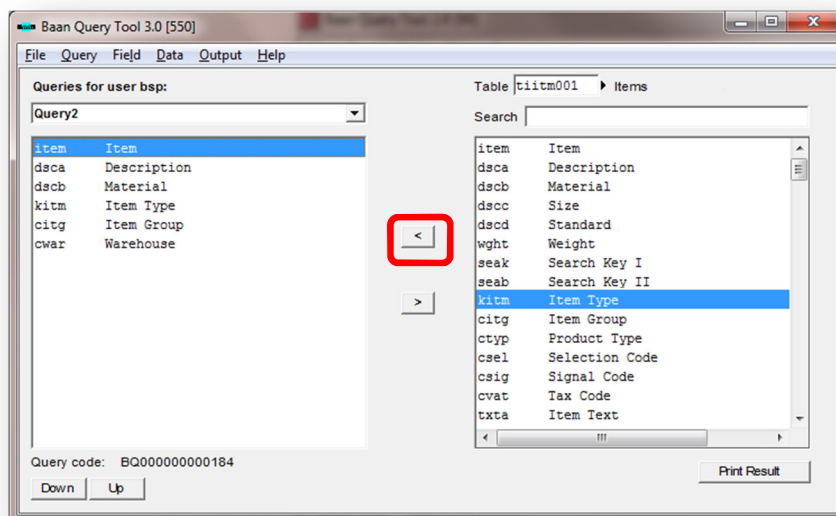 Baan Query Tool 3.0 [550]
File Query Field Data Output Help
Queries for user bsp:
Query2
item Item
dsca Description
dscb Material
kitm Item Type
citg Item Group
cwar Warehouse
Query code: BQ000000000184
Down Up
<
>
Table tiitm001 Items
Search
item Item
dsca Description
dscb Material
dscc Size
dscd Standard
wght Weight
seak Search Key I
seab Search Key II
kitm Item Type
citg Item Group
ctyp Product Type
csel Selection Code
csig Signal Code
cvat Tax Code
txta Item Text
Print Result